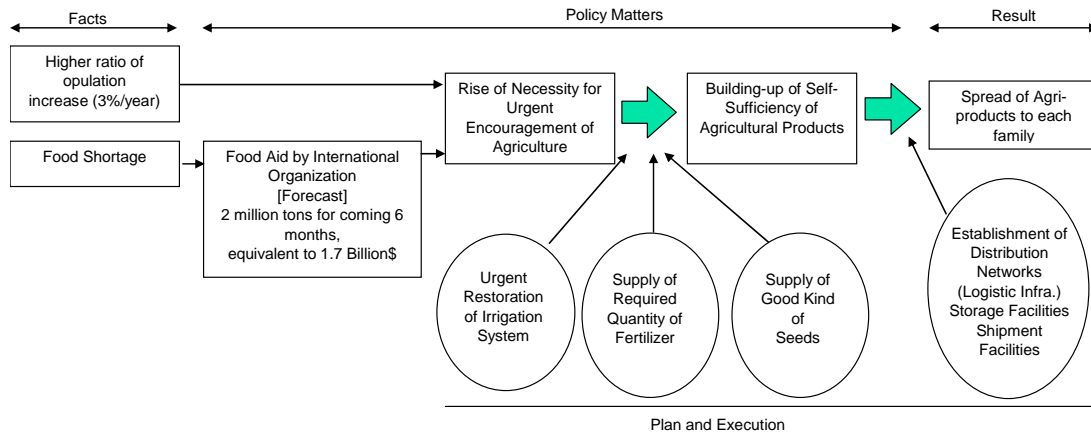 Facts
Policy Matters
Result
Higher ratio of
opulation
increase (3%/year)
Rise of Necessity for
Urgent
Encouragement of
Agriculture
Building-up of Self-
Sufficiency of
Agricultural Products
Spread of Agri-
products to each
family
Food Shortage
Food Aid by International
Organization
[Forecast]
2 million tons for coming 6
months,
equivalent to 1.7 Billion$
Urgent
Restoration
of Irrigation
System
Supply of
Required
Quantity of
Fertilizer
Supply of
Good Kind
of
Seeds
Establishment of
Distribution
Networks
(Logistic Infra.)
Storage Facilities
Shipment
Facilities
Plan and Execution